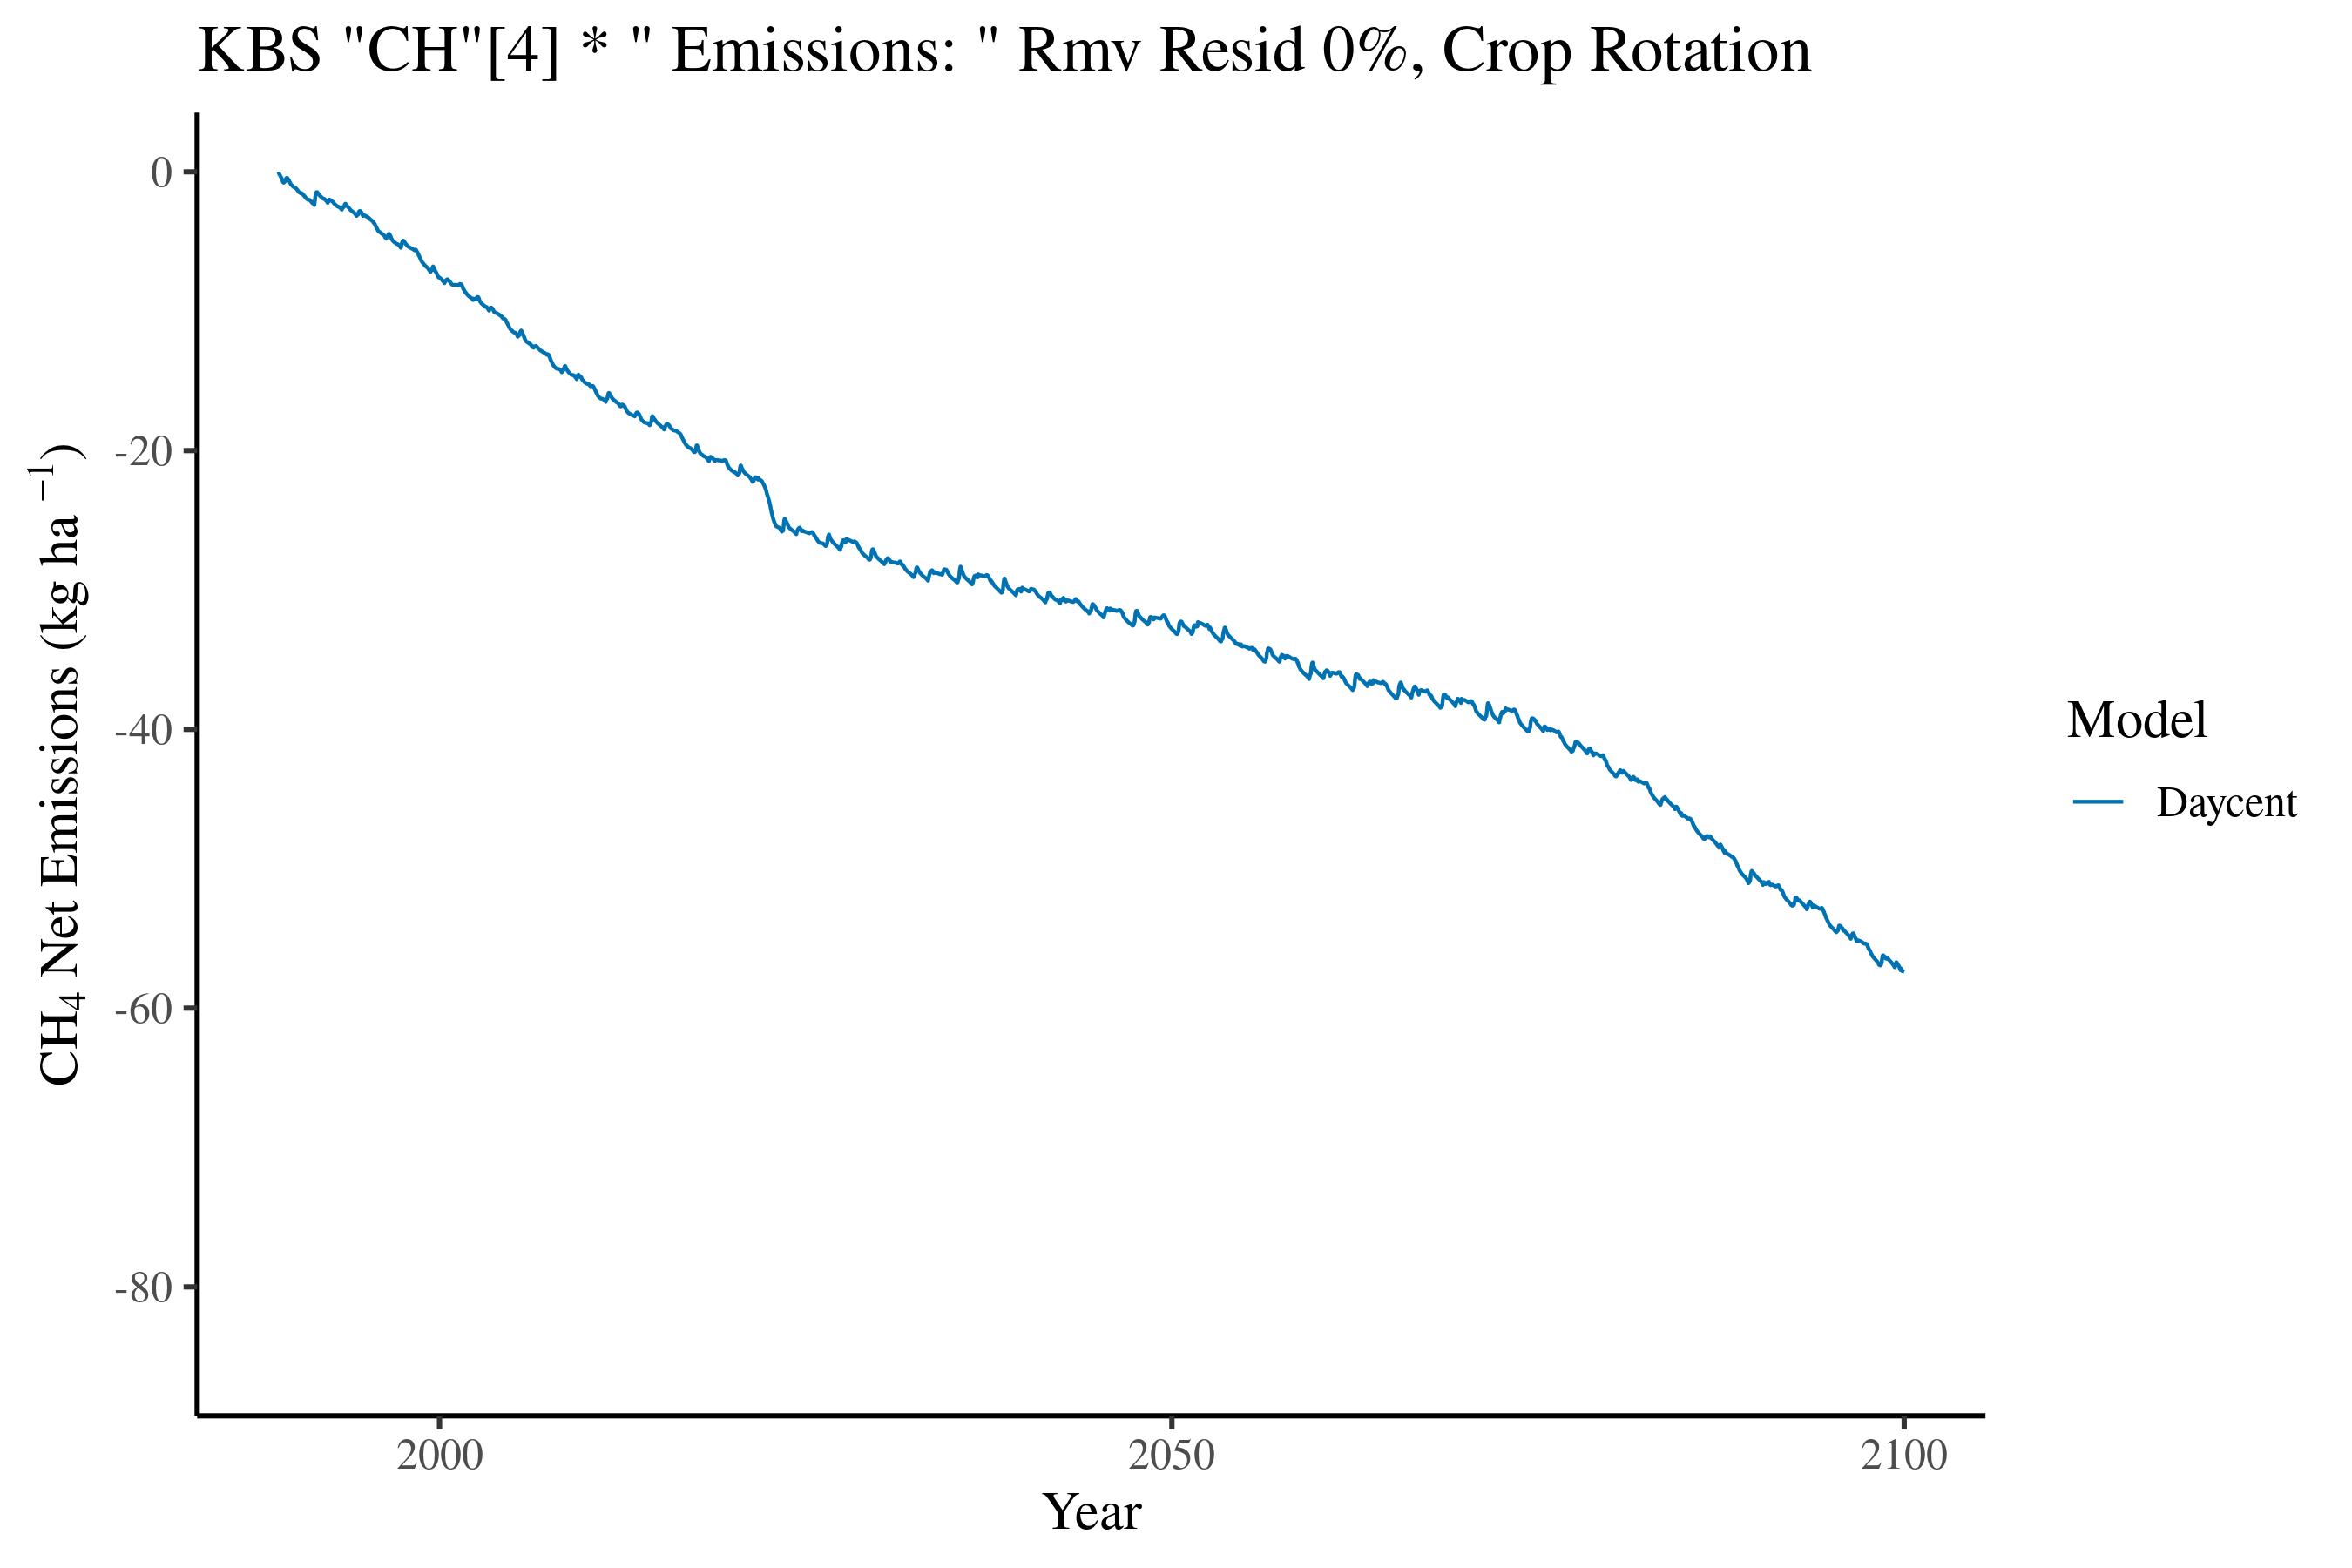 KBS "CH"[4] * " Emissions: " Rmv Resid 0%, Crop Rotation
CH₄ Net Emissions (kg ha ⁻¹)
0
-20
-40
-60
-80
2000 2050 2100
Year
Model
Daycent